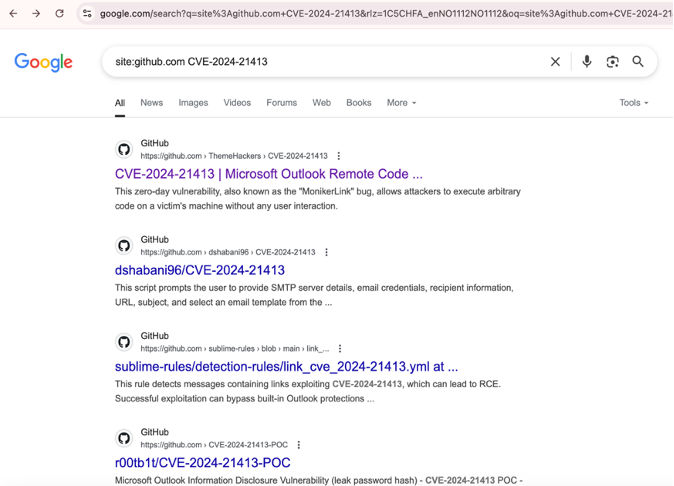 google.com/search?q=site%3Agithub.com+CVE-2024-21413&rlz=1C5CHFA_enNO1112NO1112&oq=site%3Agithub.com+CVE-2024-21
Google
site:github.com CVE-2024-21413
All News Images Videos Forums Web Books More Tools
GitHub
https://github.com › ThemeHackers › CVE-2024-21413
CVE-2024-21413 | Microsoft Outlook Remote Code ...
This zero-day vulnerability, also known as the "MonikerLink" bug, allows attackers to execute arbitrary
code on a victim's machine without any user interaction.
GitHub
https://github.com › dshabani96 › CVE-2024-21413
dshabani96/CVE-2024-21413
This script prompts the user to provide SMTP server details, email credentials, recipient information,
URL, subject, and select an email template from the ...
GitHub
https://github.com › sublime-rules › blob › main › link_...
sublime-rules/detection-rules/link_cve_2024-21413.yml at ...
This rule detects messages containing links exploiting CVE-2024-21413, which can lead to RCE.
Successful exploitation can bypass built-in Outlook protections ...
GitHub
https://github.com › CVE-2024-21413-POC
r00tb1t/CVE-2024-21413-POC
Microsoft Outlook Information Disclosure Vulnerability (leak password hash) - CVE-2024-21413 POC -